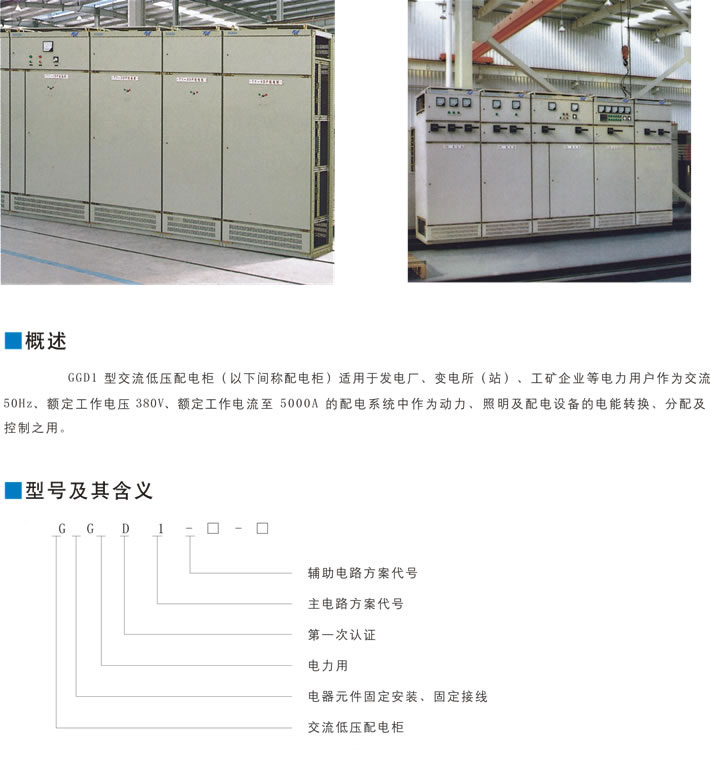 ■概述
GGD1 型交流低压配电柜（以下间称配电柜）适用于发电厂、变电所（站）、工矿企业等电力用户作为交流
50Hz、额定工作电压 380V、额定工作电流至 5000A 的配电系统中作为动力、照明及配电设备的电能转换、分配及
控制之用。
■型号及其含义
G G D 1 - □ - □
辅助电路方案代号
主电路方案代号
第一次认证
电力用
电器元件固定安装、固定接线
交流低压配电柜